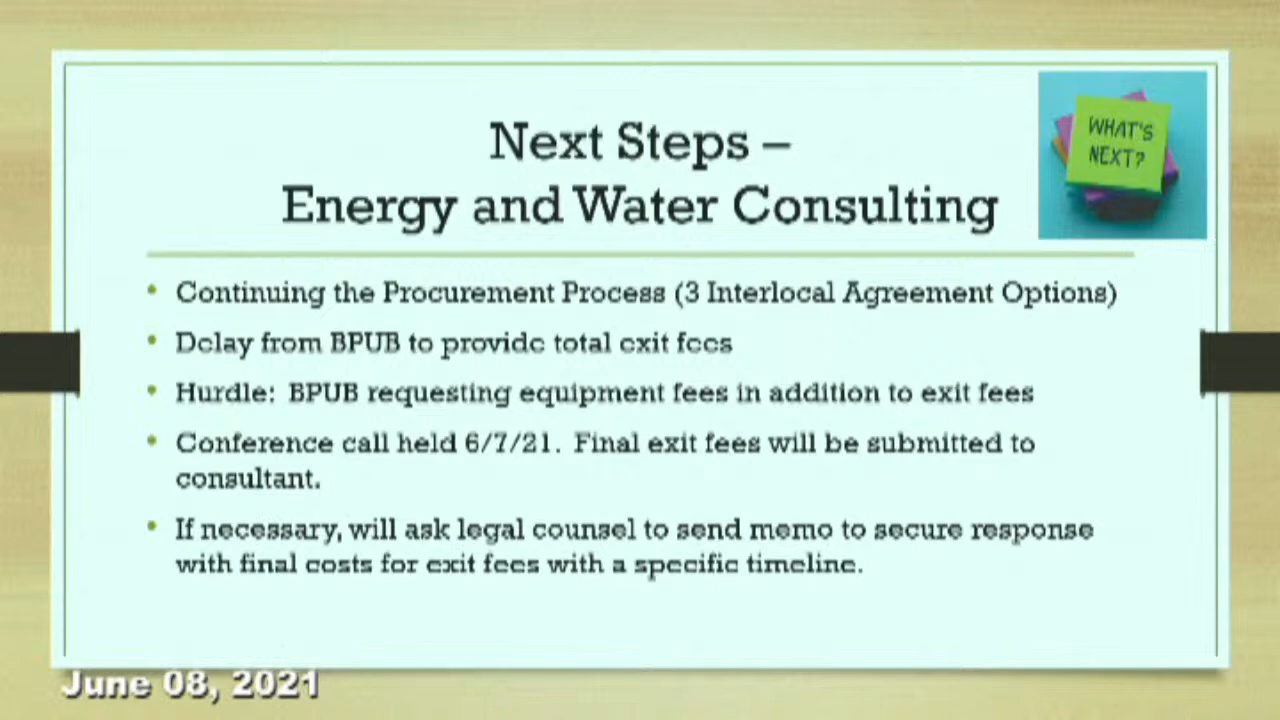 WHAT'S
NEXT?
Next Steps –
Energy and Water Consulting
• Continuing the Procurement Process (3 Interlocal Agreement Options)
• Delay from BPUB to provide total exit fees
• Hurdle: BPUB requesting equipment fees in addition to exit fees
• Conference call held 6/7/21. Final exit fees will be submitted to
consultant.
• If necessary, will ask legal counsel to send memo to secure response
with final costs for exit fees with a specific timeline.
June 08, 2021